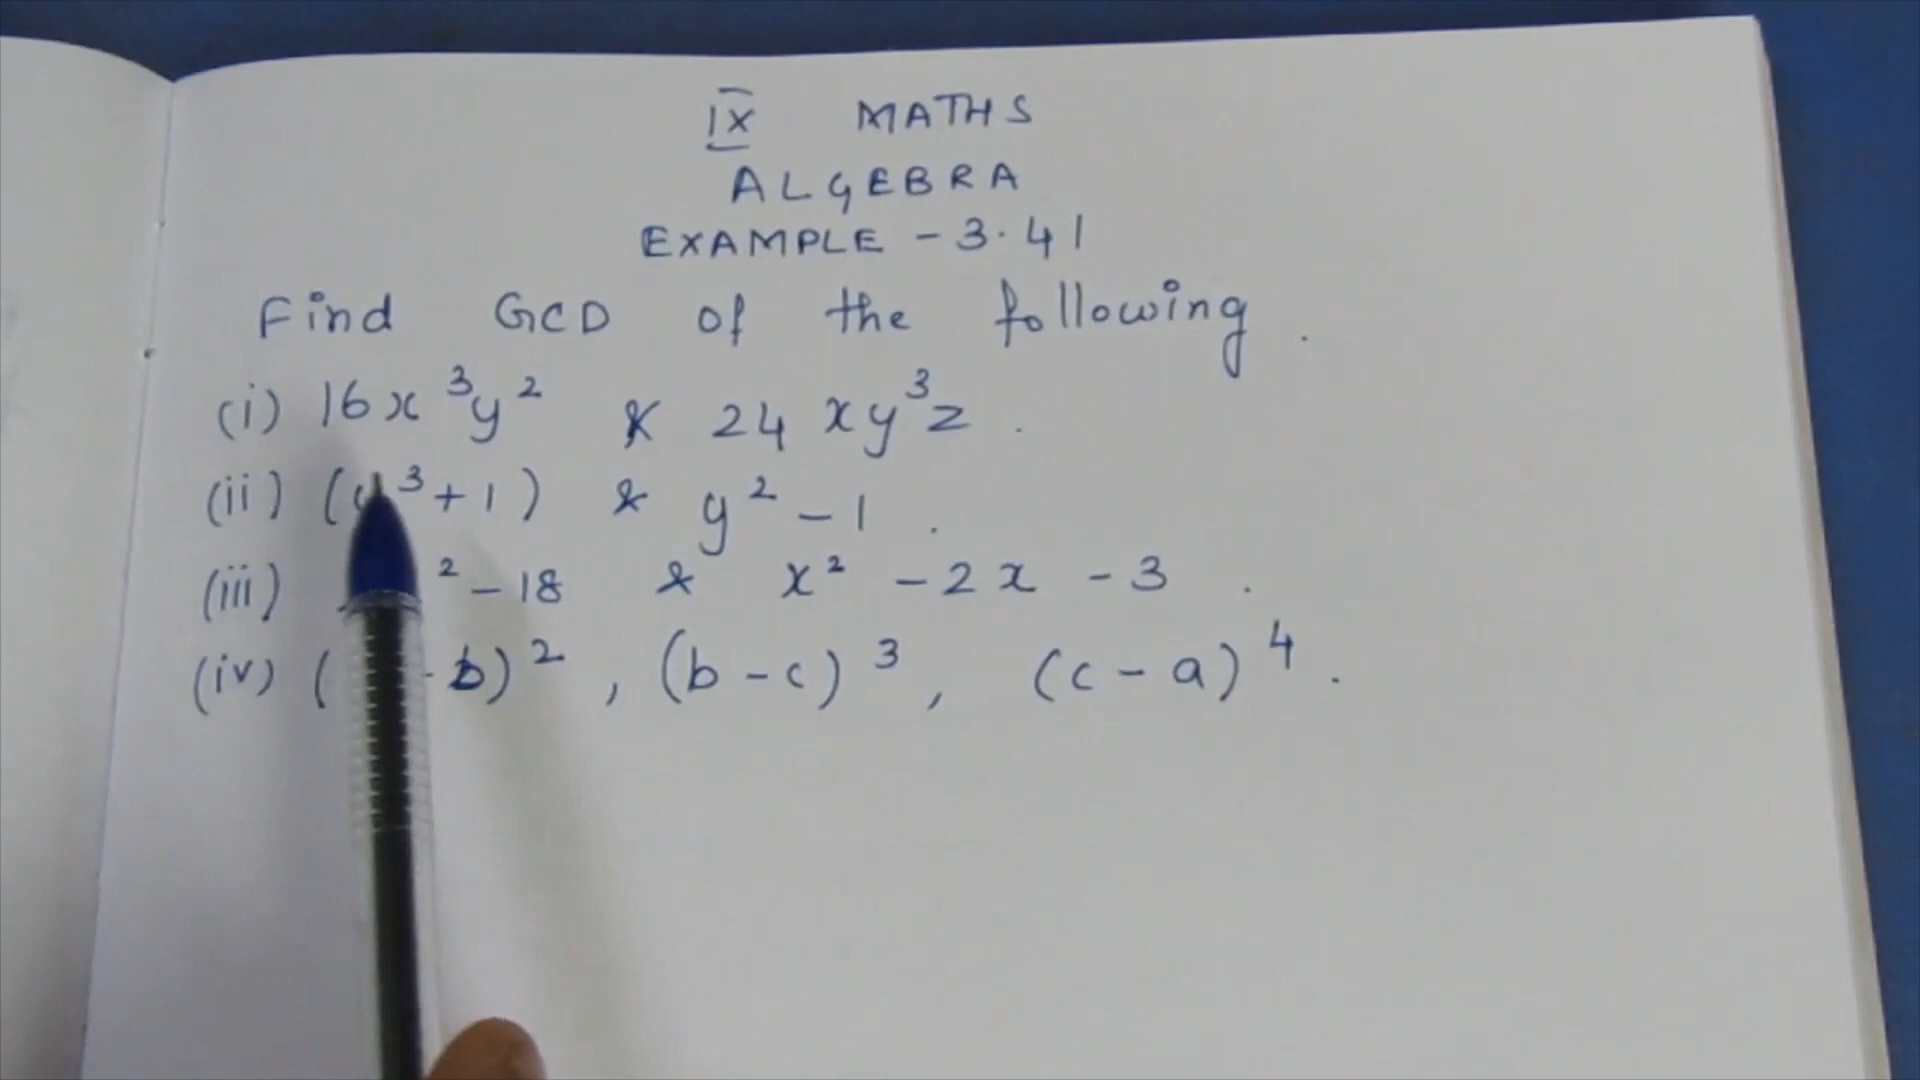 IX MATHS
ALGEBRA
EXAMPLE - 3.41
Find GCD of the following.
(i) 16x³y² & 24xy³z.
(ii) (y³+1) & y²-1.
(iii) ²-18 & x²-2x-3.
(iv) ( -b)², (b-c)³, (c-a)⁴.